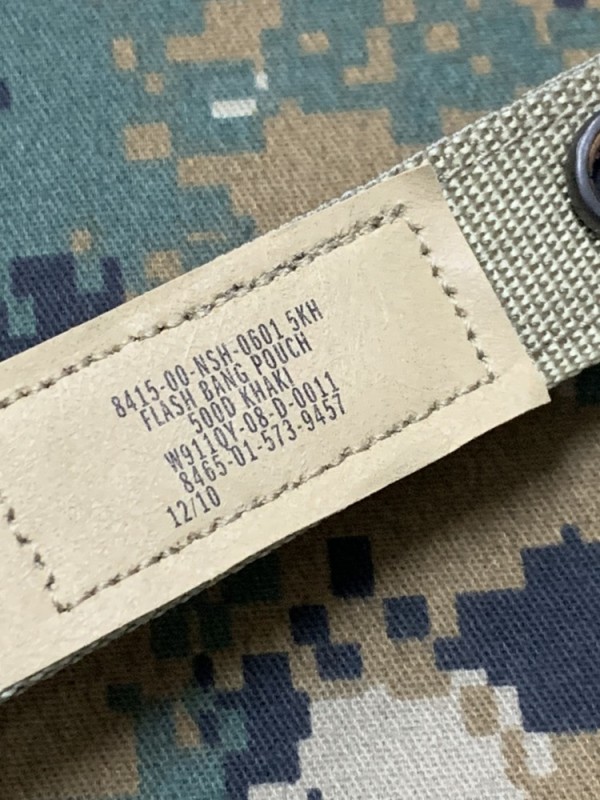 8415-00-NSH-0601 5KH
FLASH BANG POUCH
500D KHAKI
W911QY-08-D-0011
8465-01-573-9457
12/10